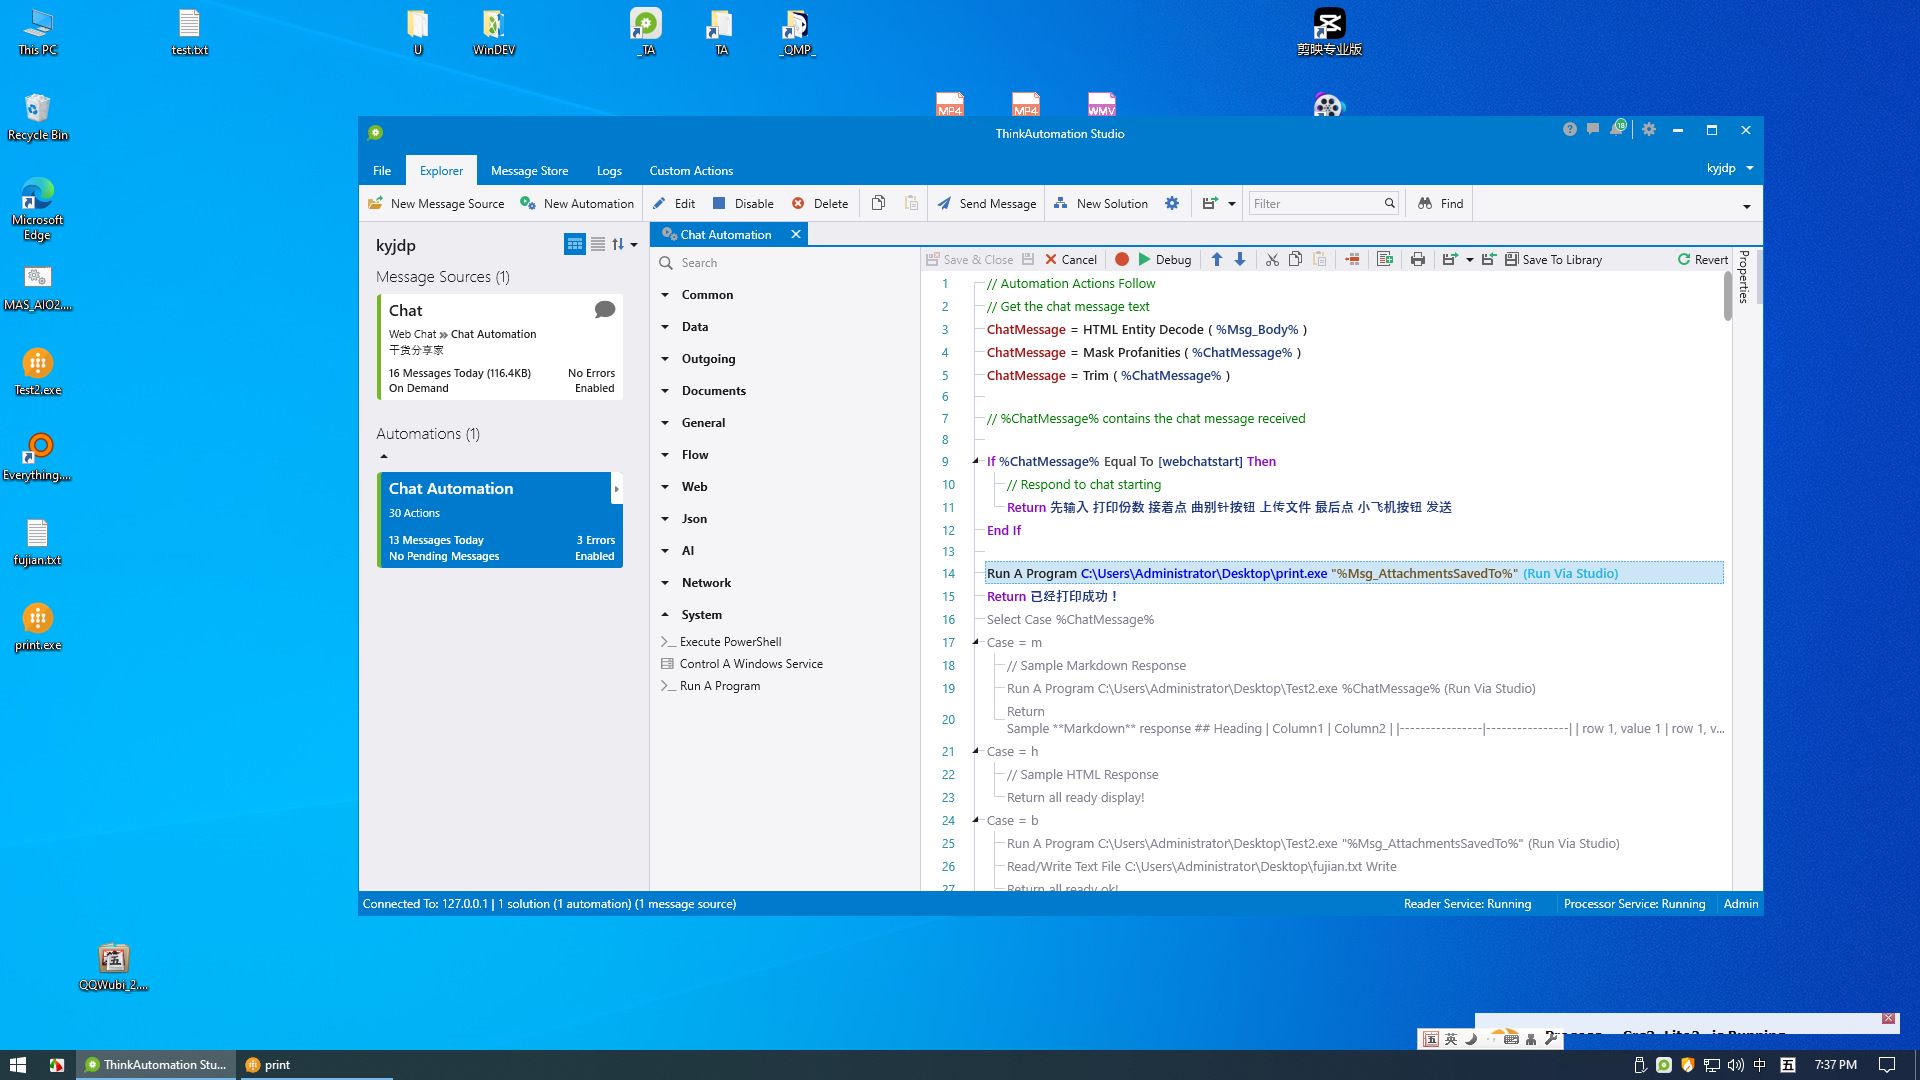 This PC
test.txt
U
WinDEV
_TA
TA
_QMP_
剪映专业版
Recycle Bin
MP4
MP4
WMV
Microsoft
Edge
MAS_AIO2....
Test2.exe
Everything....
fujian.txt
print.exe
QQWubi_2....
ThinkAutomation Studio
18
File
Explorer
Message Store
Logs
Custom Actions
kyjdp
New Message Source
New Automation
Edit
Disable
Delete
Send Message
New Solution
Filter
Find
kyjdp
Message Sources (1)
Chat
Web Chat » Chat Automation
干货分享家
16 Messages Today (116.4KB) No Errors
On Demand Enabled
Automations (1)
Chat Automation
30 Actions
13 Messages Today 3 Errors
No Pending Messages Enabled
Chat Automation
Search
Common
Data
Outgoing
Documents
General
Flow
Web
Json
AI
Network
System
Execute PowerShell
Control A Windows Service
Run A Program
Save & Close
Cancel
Debug
Save To Library
Revert
Properties
1 // Automation Actions Follow
2 // Get the chat message text
3 ChatMessage = HTML Entity Decode ( %Msg_Body% )
4 ChatMessage = Mask Profanities ( %ChatMessage% )
5 ChatMessage = Trim ( %ChatMessage% )
6
7 // %ChatMessage% contains the chat message received
8
9 If %ChatMessage% Equal To [webchatstart] Then
10 // Respond to chat starting
11 Return 先输入 打印份数 接着点 曲别针按钮 上传文件 最后点 小飞机按钮 发送
12 End If
13
14 Run A Program C:\Users\Administrator\Desktop\print.exe "%Msg_AttachmentsSavedTo%" (Run Via Studio)
15 Return 已经打印成功！
16 Select Case %ChatMessage%
17 Case = m
18 // Sample Markdown Response
19 Run A Program C:\Users\Administrator\Desktop\Test2.exe %ChatMessage% (Run Via Studio)
20 Return
Sample **Markdown** response ## Heading | Column1 | Column2 | |----------------|----------------| | row 1, value 1 | row 1, v...
21 Case = h
22 // Sample HTML Response
23 Return all ready display!
24 Case = b
25 Run A Program C:\Users\Administrator\Desktop\Test2.exe "%Msg_AttachmentsSavedTo%" (Run Via Studio)
26 Read/Write Text File C:\Users\Administrator\Desktop\fujian.txt Write
27 Return all ready ok!
Connected To: 127.0.0.1 | 1 solution (1 automation) (1 message source)
Reader Service: Running
Processor Service: Running
Admin
五 英
ThinkAutomation Stu...
print
中
五
7:37 PM